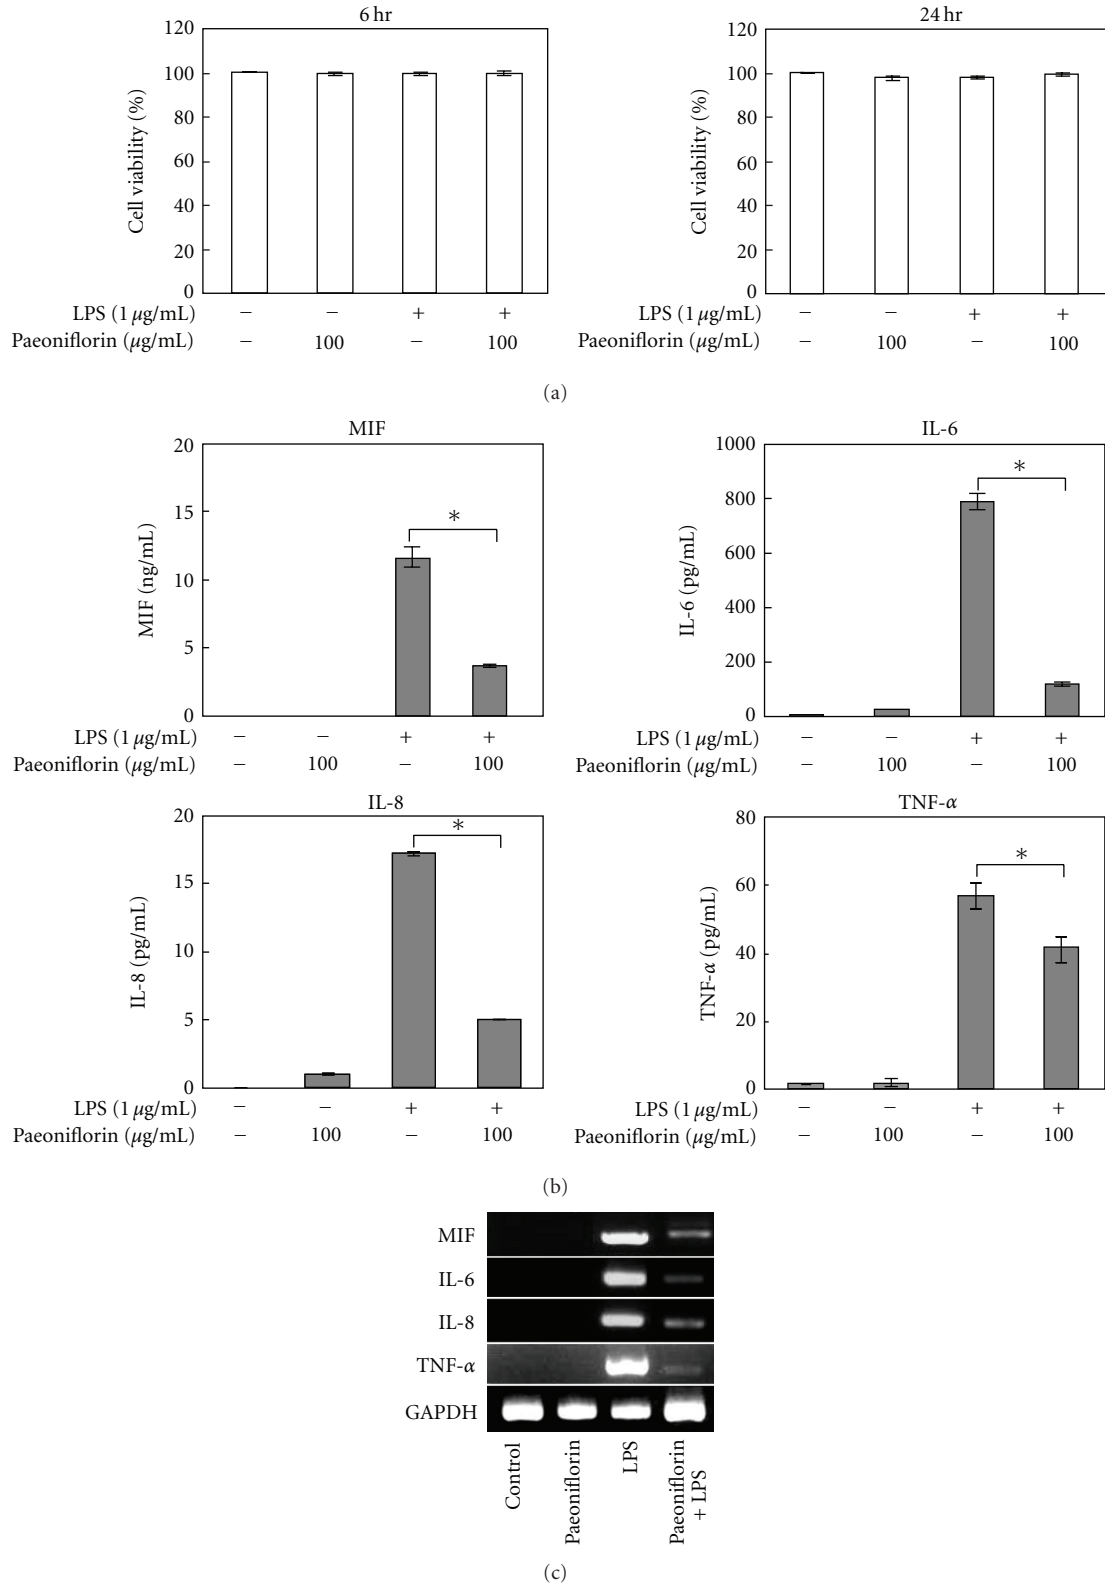 6 hr
120
100
80
60
40
20
0
Cell viability (%)
LPS (1 μg/mL) − − + +
Paeoniflorin (μg/mL) − 100 − 100
24 hr
120
100
80
60
40
20
0
Cell viability (%)
LPS (1 μg/mL) − − + +
Paeoniflorin (μg/mL) − 100 − 100
(a)
MIF
20
15
10
5
0
MIF (ng/mL)
*
LPS (1 μg/mL) − − + +
Paeoniflorin (μg/mL) − 100 − 100
IL-6
1000
800
600
400
200
0
IL-6 (pg/mL)
*
LPS (1 μg/mL) − − + +
Paeoniflorin (μg/mL) − 100 − 100
IL-8
20
15
10
5
0
IL-8 (pg/mL)
*
LPS (1 μg/mL) − − + +
Paeoniflorin (μg/mL) − 100 − 100
TNF-α
80
60
40
20
0
TNF-α (pg/mL)
*
LPS (1 μg/mL) − − + +
Paeoniflorin (μg/mL) − 100 − 100
(b)
MIF
IL-6
IL-8
TNF-α
GAPDH
Control
Paeoniflorin
LPS
Paeoniflorin
+ LPS
(c)